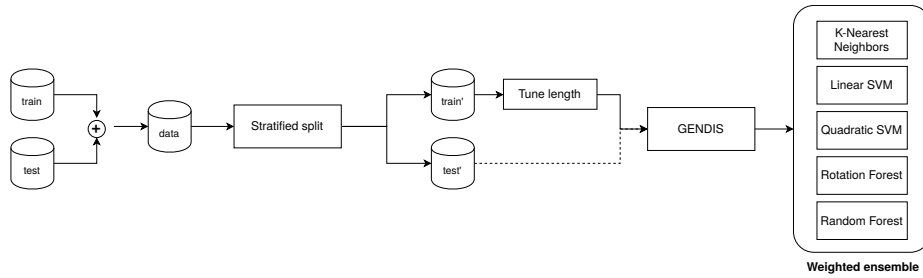 train
test
+
data
Stratified split
train'
test'
Tune length
GENDIS
K-Nearest
Neighbors
Linear SVM
Quadratic SVM
Rotation Forest
Random Forest
Weighted ensemble